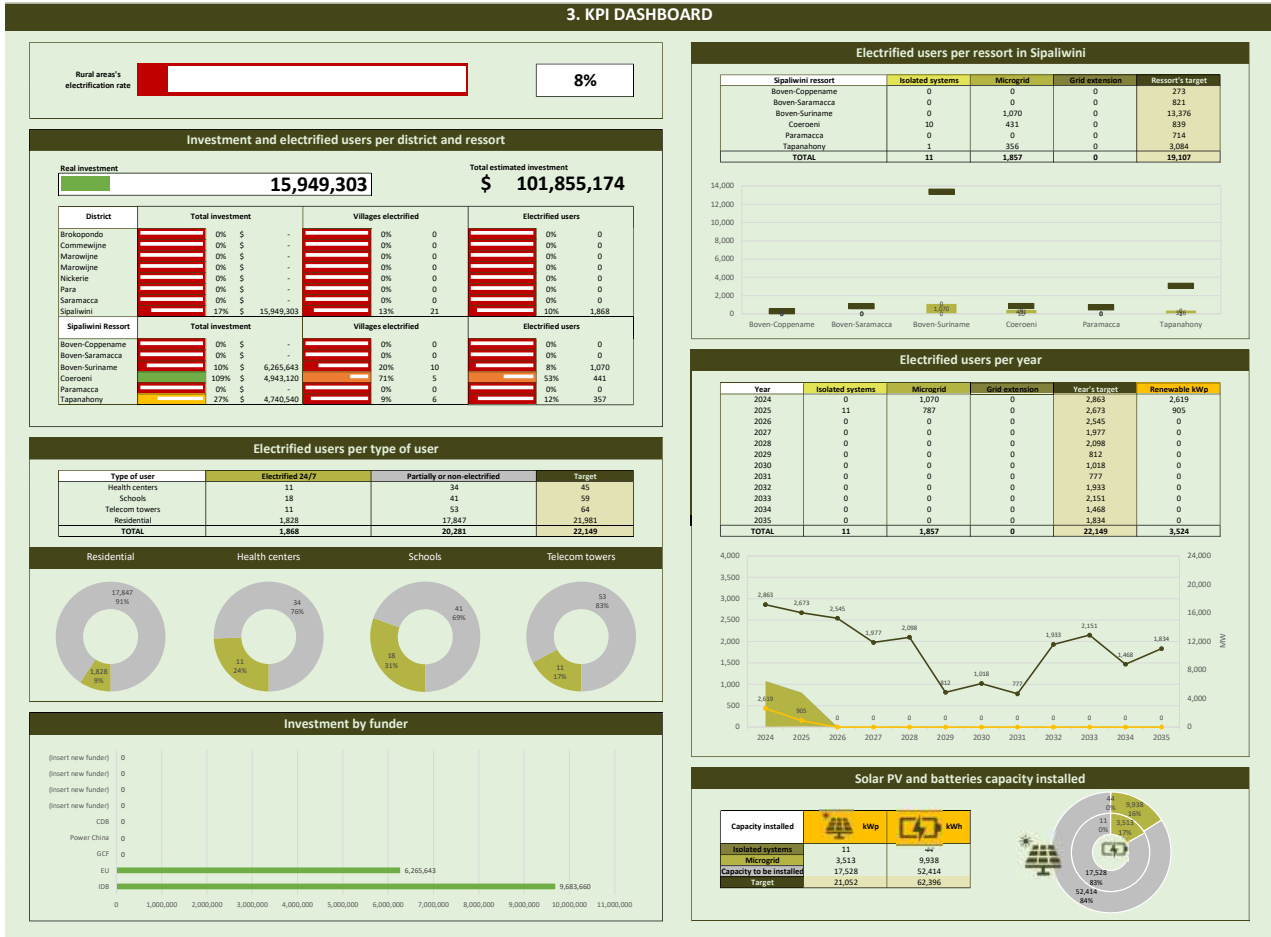 3. KPI DASHBOARD
Rural areas's
electrification rate
8%
Investment and electrified users per district and ressort
Real investment
15,949,303
Total estimated investment
$ 101,855,174
District Total investment Villages electrified Electrified users
Brokopondo 0% $ - 0% 0 0% 0
Commewijne 0% $ - 0% 0 0% 0
Marowijne 0% $ - 0% 0 0% 0
Marowijne 0% $ - 0% 0 0% 0
Nickerie 0% $ - 0% 0 0% 0
Para 0% $ - 0% 0 0% 0
Saramacca 0% $ - 0% 0 0% 0
Sipaliwini 17% $ 15,949,303 13% 21 10% 1,868
Sipaliwini Ressort Total investment Villages electrified Electrified users
Boven-Coppename 0% $ - 0% 0 0% 0
Boven-Saramacca 0% $ - 0% 0 0% 0
Boven-Suriname 10% $ 6,265,643 20% 10 8% 1,070
Coeroeni 109% $ 4,943,120 71% 5 53% 441
Paramacca 0% $ - 0% 0 0% 0
Tapanahony 27% $ 4,740,540 9% 6 12% 357
Electrified users per type of user
Type of user Electrified 24/7 Partially or non-electrified Target
Health centers 11 34 45
Schools 18 41 59
Telecom towers 11 53 64
Residential 1,828 17,847 21,981
TOTAL 1,868 20,281 22,149
Residential Health centers Schools Telecom towers
17,847
91%
1,828
9%
34
76%
11
24%
41
69%
18
31%
53
83%
11
17%
Investment by funder
(Insert new funder) 0
(Insert new funder) 0
(Insert new funder) 0
(Insert new funder) 0
CDB 0
Power China 0
GCF 0
EU 6,265,643
IDB 9,683,660
0 1,000,000 2,000,000 3,000,000 4,000,000 5,000,000 6,000,000 7,000,000 8,000,000 9,000,000 10,000,000 11,000,000
Electrified users per ressort in Sipaliwini
Sipaliwini ressort Isolated systems Microgrid Grid extension Ressort's target
Boven-Coppename 0 0 0 273
Boven-Saramacca 0 0 0 821
Boven-Suriname 0 1,070 0 13,376
Coeroeni 10 431 0 839
Paramacca 0 0 0 714
Tapanahony 1 356 0 3,084
TOTAL 11 1,857 0 19,107
14,000
12,000
10,000
8,000
6,000
4,000
2,000
0
0
1,070
0
Boven-Coppename Boven-Saramacca Boven-Suriname Coeroeni Paramacca Tapanahony
Electrified users per year
Year Isolated systems Microgrid Grid extension Year's target Renewable kWp
2024 0 1,070 0 2,863 2,619
2025 11 787 0 2,673 905
2026 0 0 0 2,545 0
2027 0 0 0 1,977 0
2028 0 0 0 2,098 0
2029 0 0 0 812 0
2030 0 0 0 1,018 0
2031 0 0 0 777 0
2032 0 0 0 1,933 0
2033 0 0 0 2,151 0
2034 0 0 0 1,468 0
2035 0 0 0 1,834 0
TOTAL 11 1,857 0 22,149 3,524
4,000 24,000
3,500 20,000
3,000
2,500 16,000
2,000 12,000
1,500 8,000
1,000
500 4,000
0 0
MW
2,863 2,673 2,545 1,977 2,098 812 1,018 777 1,933 2,151 1,468 1,834
2,619 905 0 0 0 0 0 0 0 0 0 0
2024 2025 2026 2027 2028 2029 2030 2031 2032 2033 2034 2035
Solar PV and batteries capacity installed
Capacity installed kWp kWh
Isolated systems 11 44
Microgrid 3,513 9,938
Capacity to be installed 17,528 52,414
Target 21,052 62,396
44
0%
9,938
16%
11
0%
3,513
17%
17,528
83%
52,414
84%